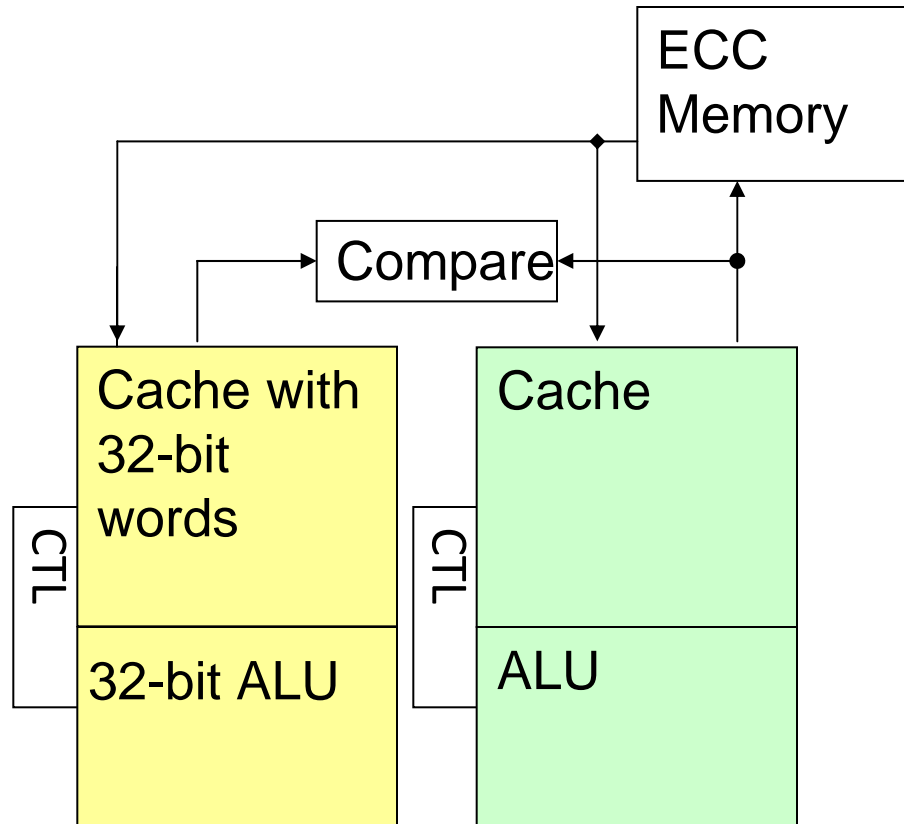 ECC
Memory
Compare
Cache with
32-bit
words
Cache
CTL
CTL
32-bit ALU
ALU